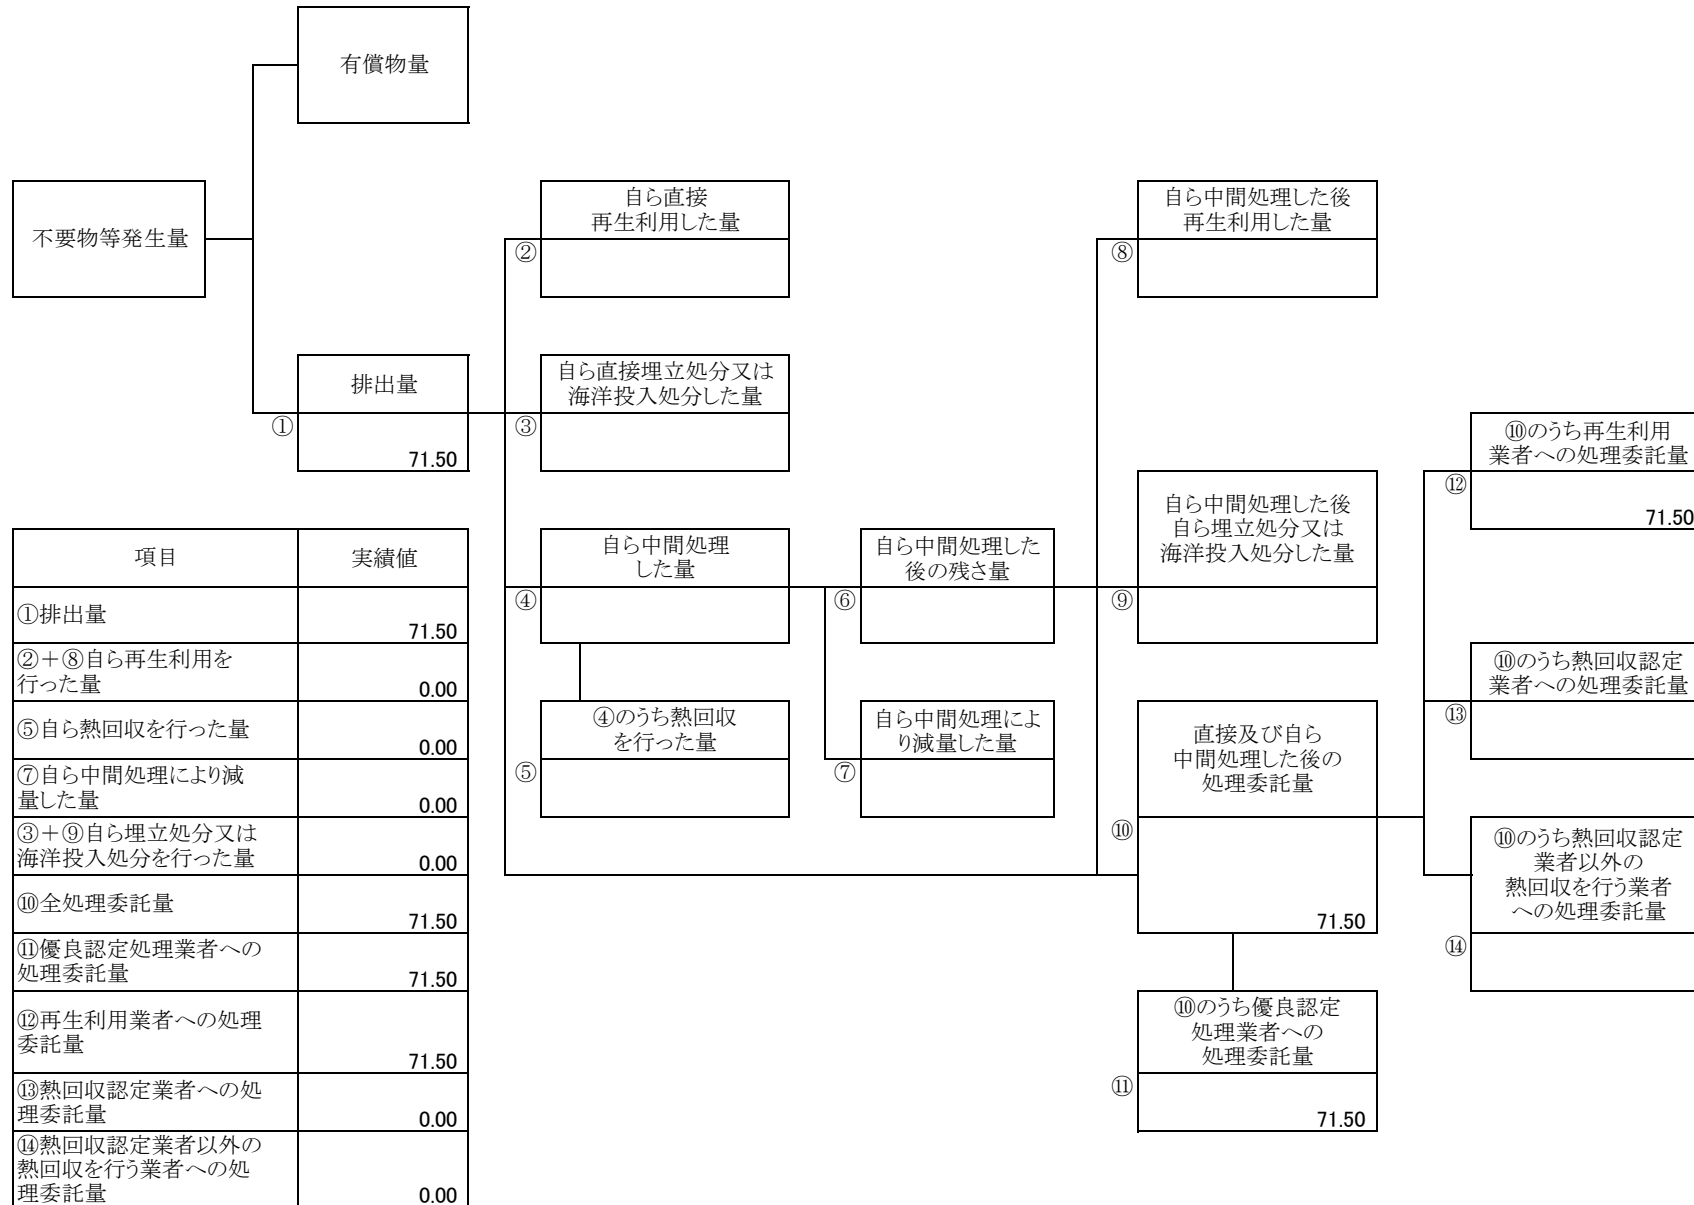 有償物量
不要物等発生量
自ら直接
再生利用した量
②
自ら中間処理した後
再生利用した量
⑧
排出量
①
71.50
自ら直接埋立処分又は
海洋投入処分した量
③
⑩のうち再生利用
業者への処理委託量
⑫
71.50
自ら中間処理
した量
④
自ら中間処理した
後の残さ量
⑥
自ら中間処理した後
自ら埋立処分又は
海洋投入処分した量
⑨
⑩のうち熱回収認定
業者への処理委託量
⑬
④のうち熱回収
を行った量
⑤
自ら中間処理によ
り減量した量
⑦
直接及び自ら
中間処理した後の
処理委託量
⑩
71.50
⑩のうち熱回収認定
業者以外の
熱回収を行う業者
への処理委託量
⑭
⑩のうち優良認定
処理業者への
処理委託量
⑪
71.50
項目 実績値
①排出量
71.50
②+⑧自ら再生利用を
行った量
0.00
⑤自ら熱回収を行った量
0.00
⑦自ら中間処理により減
量した量
0.00
③+⑨自ら埋立処分又は
海洋投入処分を行った量
0.00
⑩全処理委託量
71.50
⑪優良認定処理業者への
処理委託量
71.50
⑫再生利用業者への処理
委託量
71.50
⑬熱回収認定業者への処
理委託量
0.00
⑭熱回収認定業者以外の
熱回収を行う業者への処
理委託量
0.00